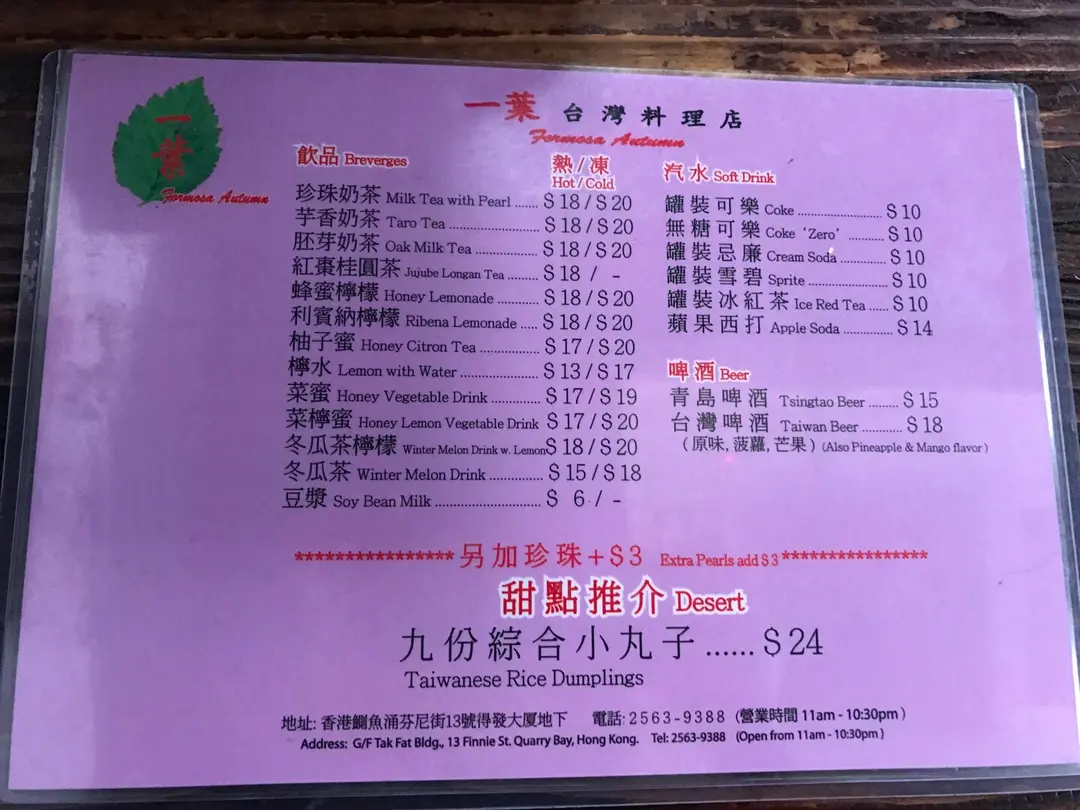 一葉
Formosa Autumn
一葉 台灣料理店
Formosa Autumn
飲品 Breverges 熱/凍
Hot/Cold
珍珠奶茶 Milk Tea with Pearl ...... $18/$20
芋香奶茶 Taro Tea ........................ $18/$20
胚芽奶茶 Oak Milk Tea ................. $18/$20
紅棗桂圓茶 Jujube Longan Tea ........ $18 / -
蜂蜜檸檬 Honey Lemonade ........... $18/$20
利賓納檸檬 Ribena Lemonade ..... $18/$20
柚子蜜 Honey Citron Tea ............... $17/$20
檸水 Lemon with Water .................... $13/$17
菜蜜 Honey Vegetable Drink ............. $17/$19
菜檸蜜 Honey Lemon Vegetable Drink $17/$20
冬瓜茶檸檬 Winter Melon Drink w. Lemon $18/$20
冬瓜茶 Winter Melon Drink .............. $15/$18
豆漿 Soy Bean Milk ........................... $ 6 / -
汽水 Soft Drink
罐裝可樂 Coke ........................ $10
無糖可樂 Coke ‘Zero’ .......... $10
罐裝忌廉 Cream Soda ............. $10
罐裝雪碧 Sprite ....................... $10
罐裝冰紅茶 Ice Red Tea ...... $10
蘋果西打 Apple Soda .............. $14
啤酒 Beer
青島啤酒 Tsingtao Beer ........ $15
台灣啤酒 Taiwan Beer ........... $18
(原味,菠蘿,芒果) (Also Pineapple & Mango flavor)
**************** 另加珍珠+$3 Extra Pearls add $3 ****************
甜點推介 Desert
九份綜合小丸子 ...... $24
Taiwanese Rice Dumplings
地址: 香港鰂魚涌芬尼街13號得發大厦地下 電話: 2563-9388 (營業時間 11am - 10:30pm)
Address: G/F Tak Fat Bldg., 13 Finnie St. Quarry Bay, Hong Kong. Tel: 2563-9388 (Open from 11am - 10:30pm)